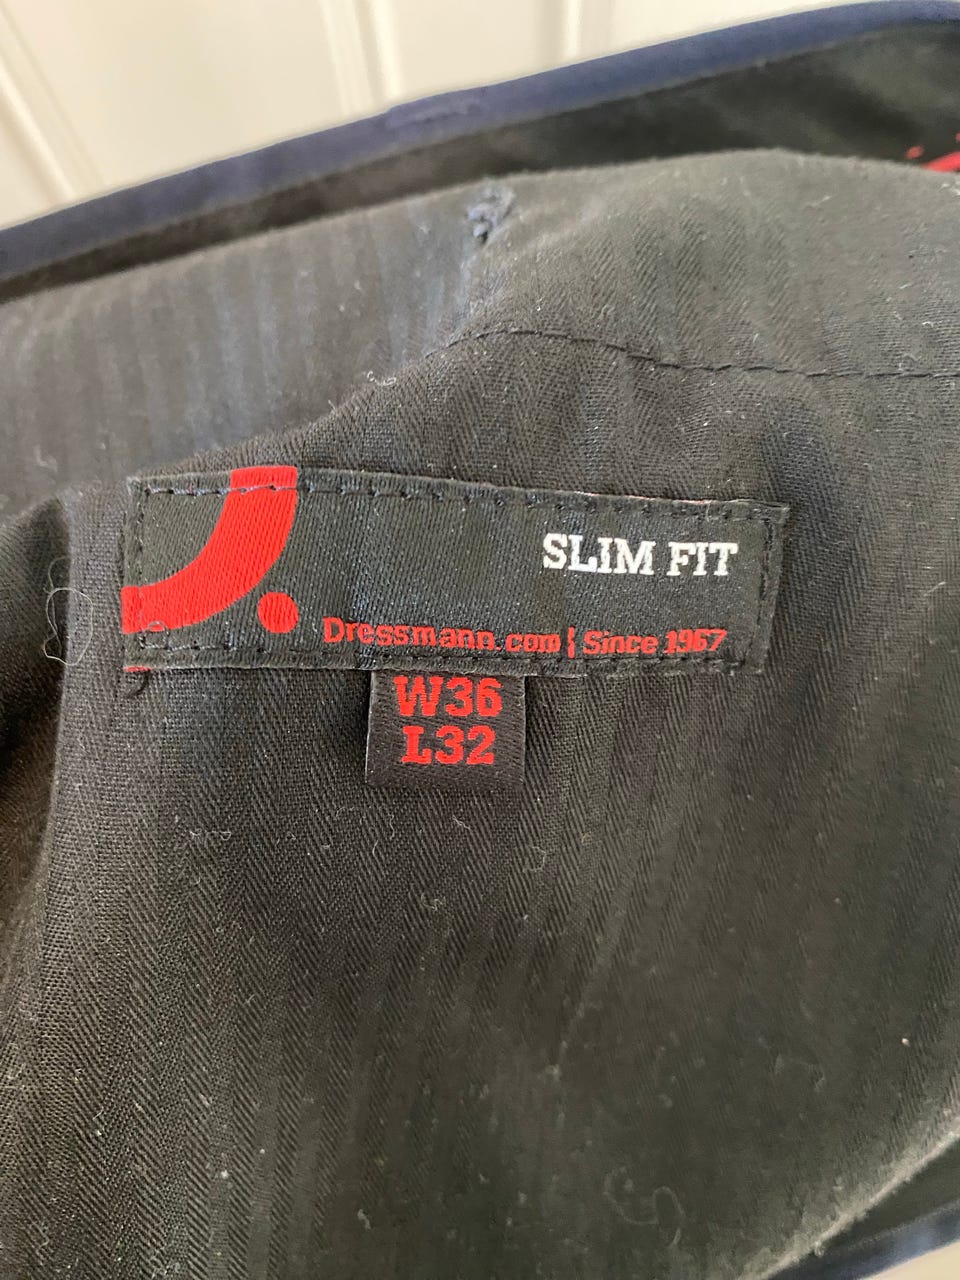 SLIM FIT
Dressmann.com | Since 1967
W36
L32